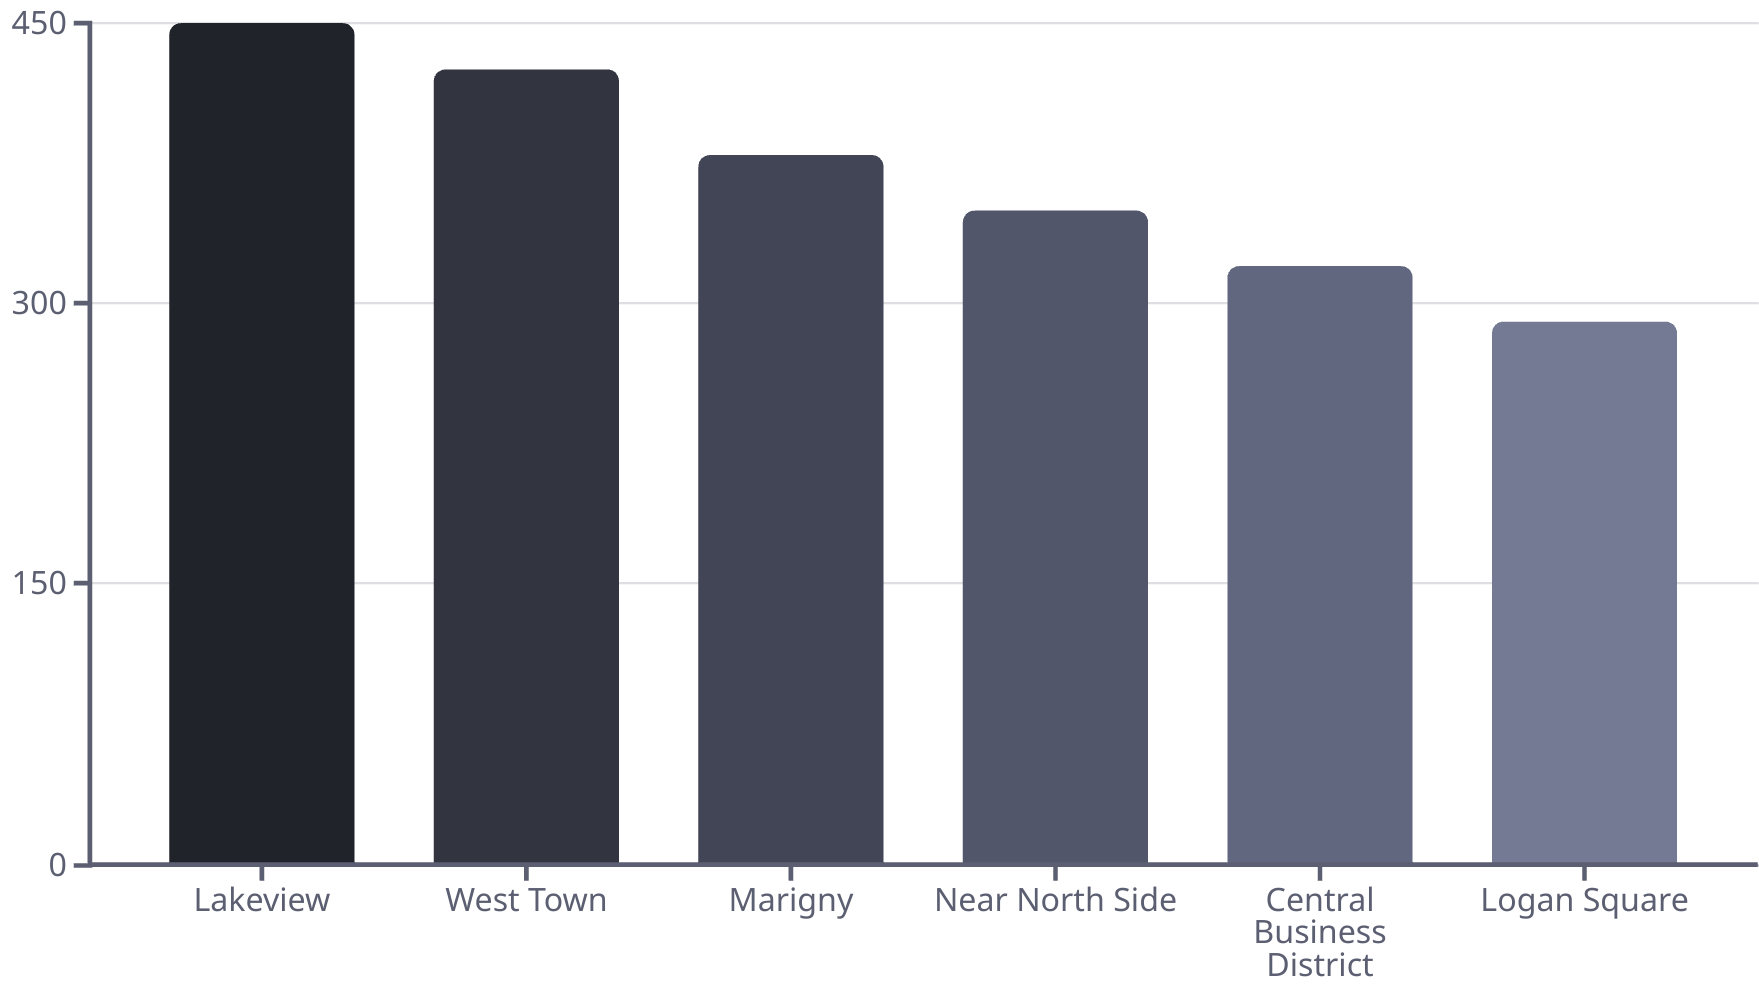 450
300
150
0
Lakeview
West Town
Marigny
Near North Side
Central
Business
District
Logan Square